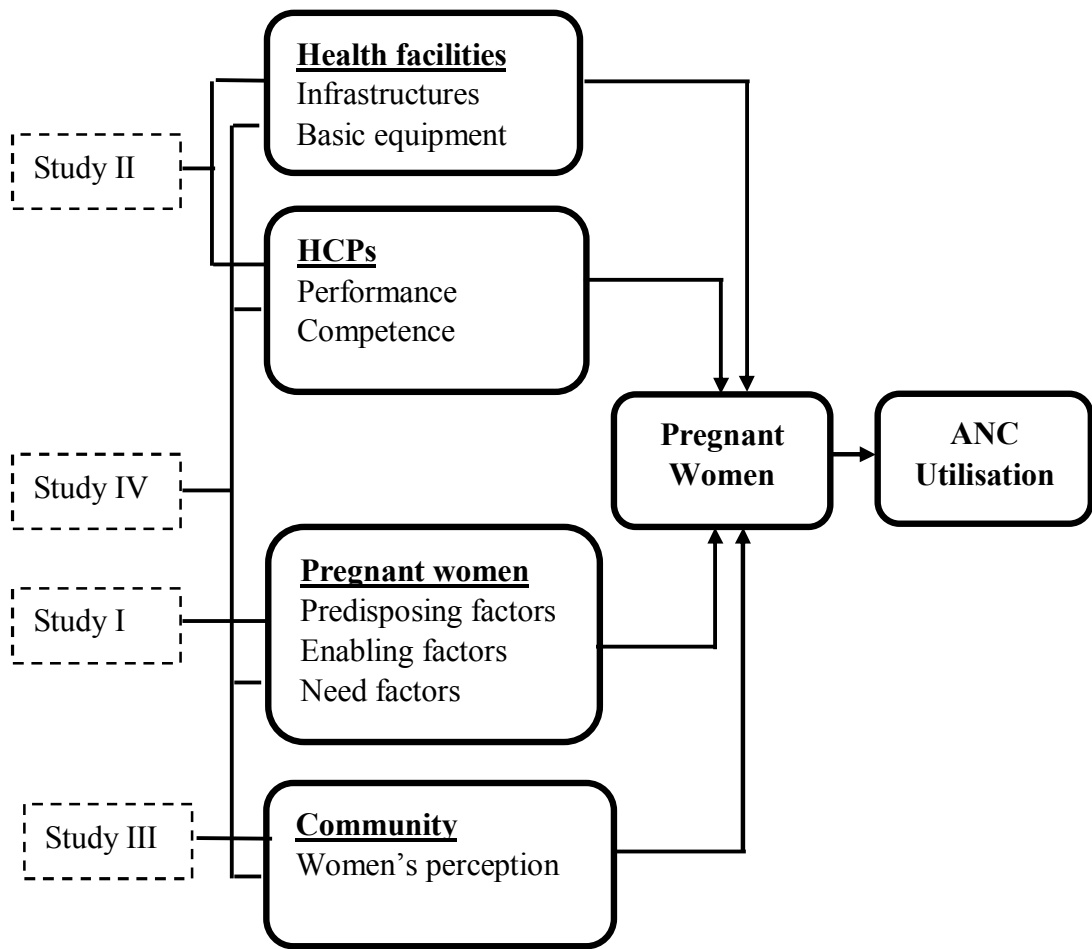 Health facilities
Infrastructures
Basic equipment
Study II
HCPs
Performance
Competence
Pregnant
Women
ANC
Utilisation
Study IV
Study I
Pregnant women
Predisposing factors
Enabling factors
Need factors
Study III
Community
Women’s perception